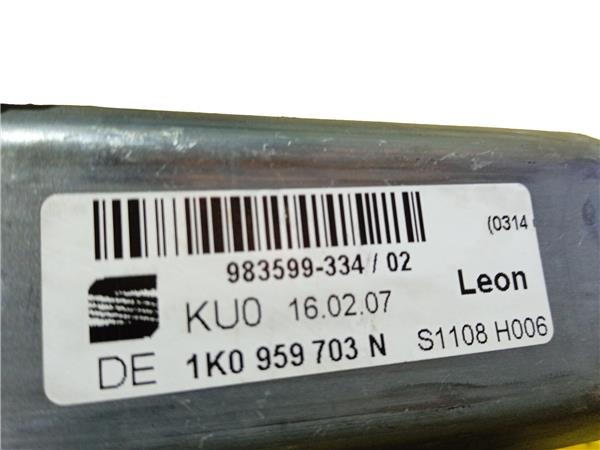 (0314
983599-334 / 02
Leon
KU0 16.02.07
DE 1K0 959 703 N S1108 H006